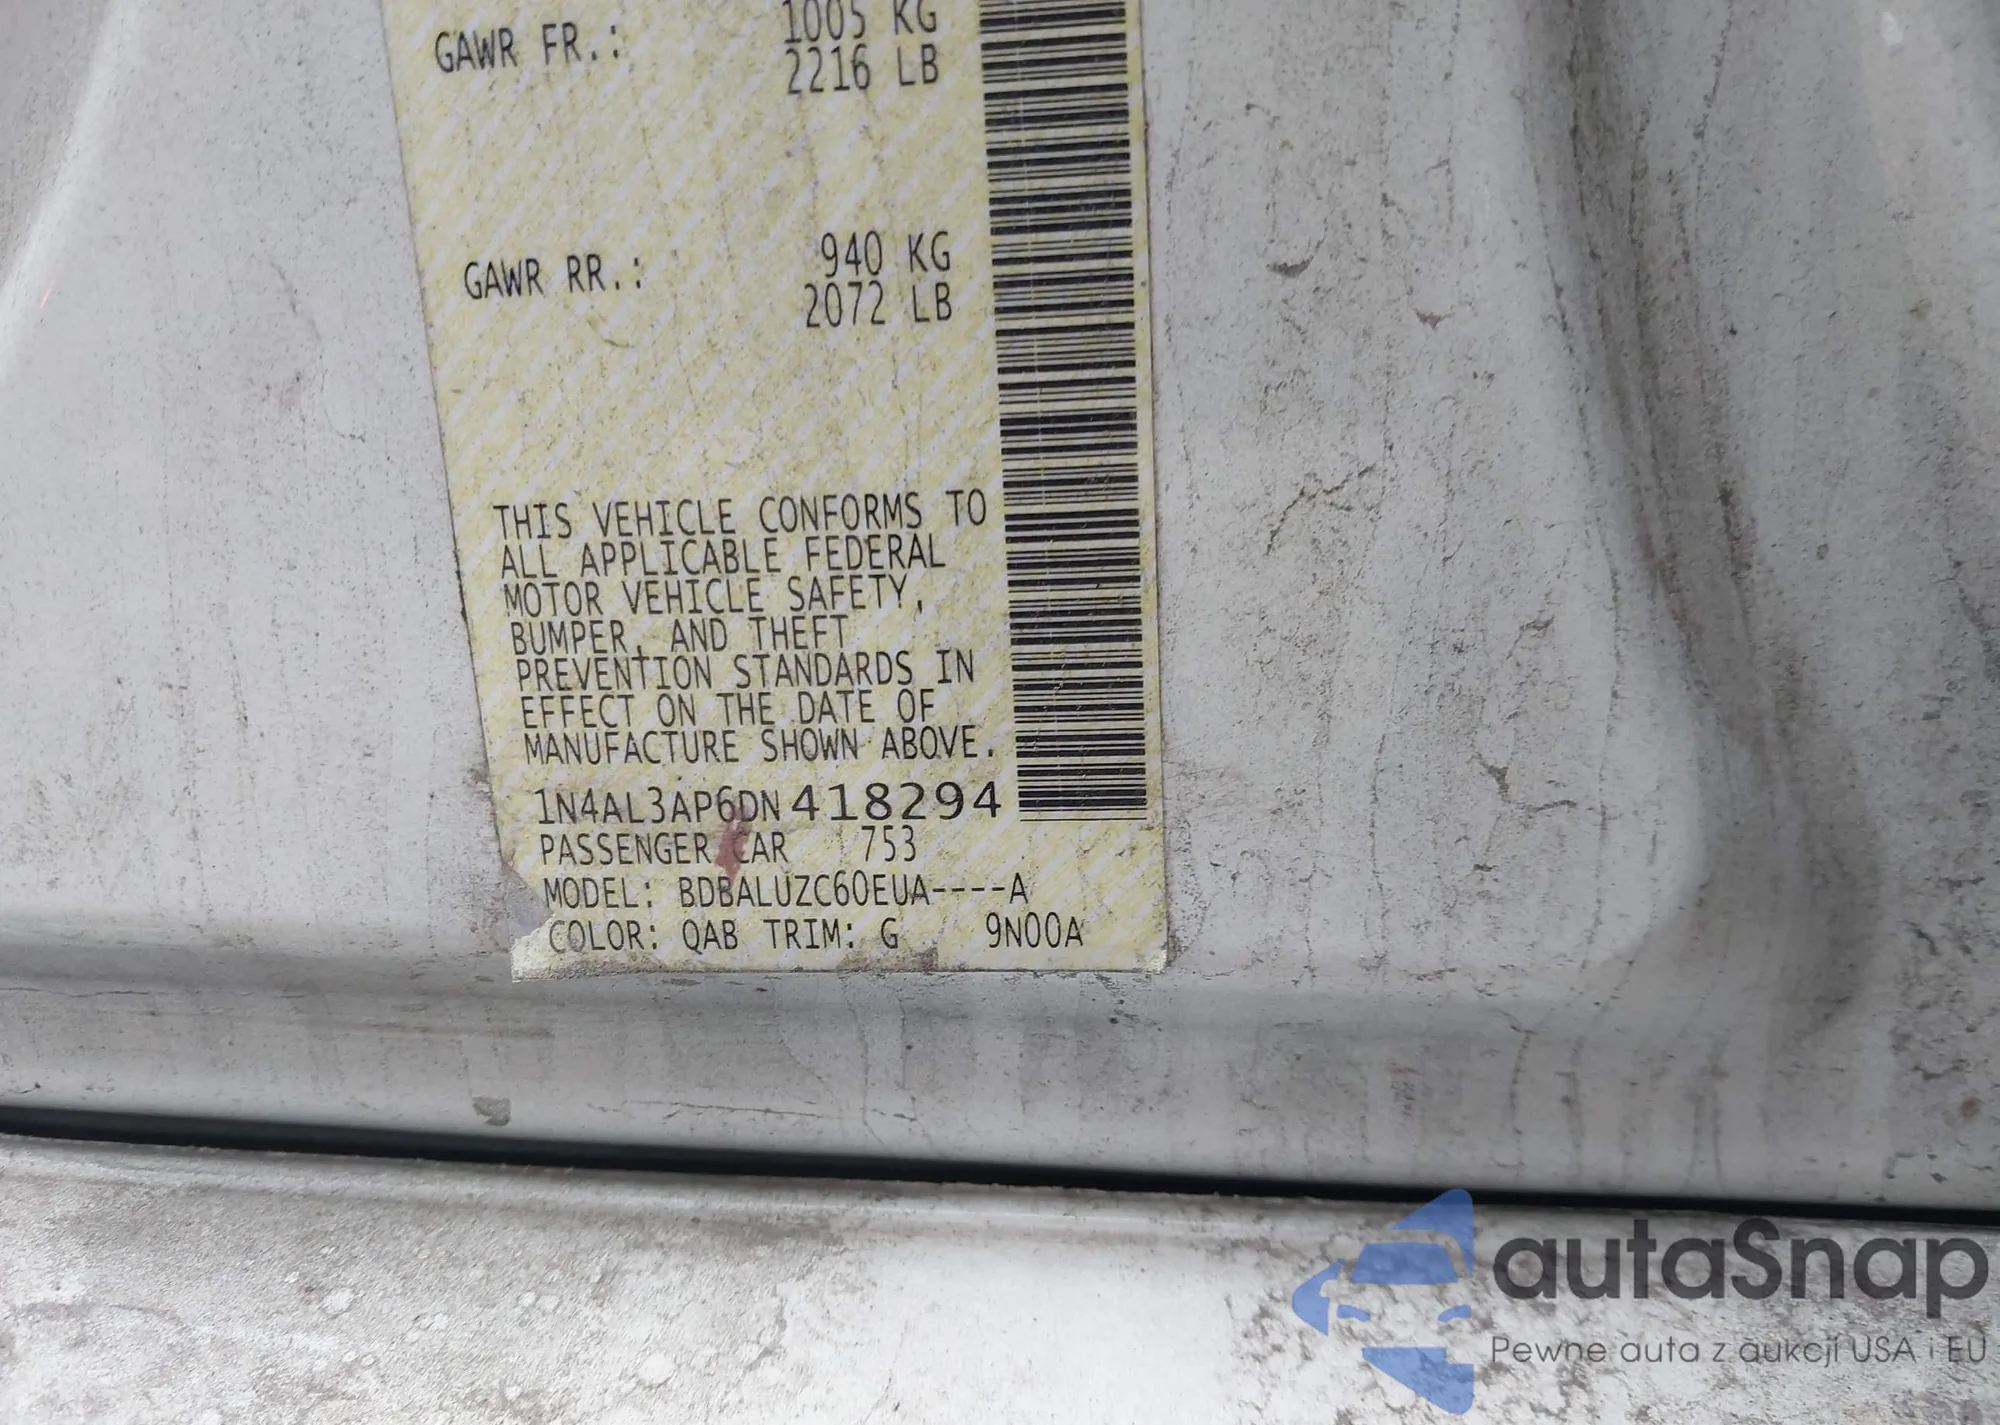 GAWR FR.: 1005 KG
2216 LB
GAWR RR.: 940 KG
2072 LB
THIS VEHICLE CONFORMS TO
ALL APPLICABLE FEDERAL
MOTOR VEHICLE SAFETY,
BUMPER, AND THEFT
PREVENTION STANDARDS IN
EFFECT ON THE DATE OF
MANUFACTURE SHOWN ABOVE.
1N4AL3AP6DN418294
PASSENGER CAR 753
MODEL: BDBALUZC60EUA----A
COLOR: QAB TRIM: G 9N00A
autaSnap
Pewne auta z aukcji USA i EU